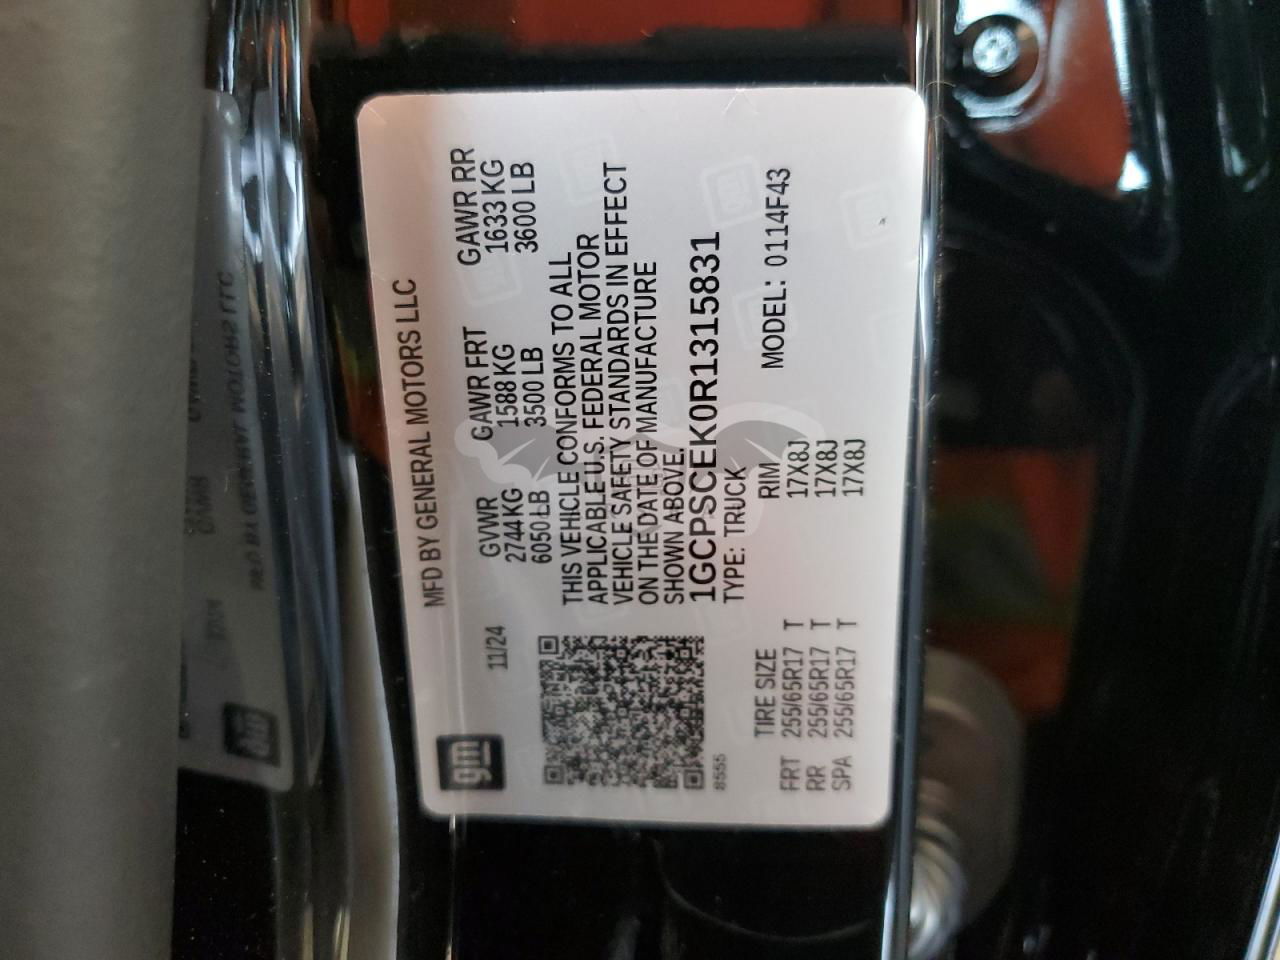 MFD BY GENERAL MOTORS LLC
gm
11/24
GVWR GAWR FRT GAWR RR
2744 KG 1588 KG 1633 KG
6050 LB 3500 LB 3600 LB
THIS VEHICLE CONFORMS TO ALL
APPLICABLE U.S. FEDERAL MOTOR
VEHICLE SAFETY STANDARDS IN EFFECT
ON THE DATE OF MANUFACTURE
SHOWN ABOVE.
1GCPSCEK0R1315831
8555
TYPE: TRUCK
MODEL: 0114F43
TIRE SIZE RIM
FRT 255/65R17 T 17X8J
RR 255/65R17 T 17X8J
SPA 255/65R17 T 17X8J